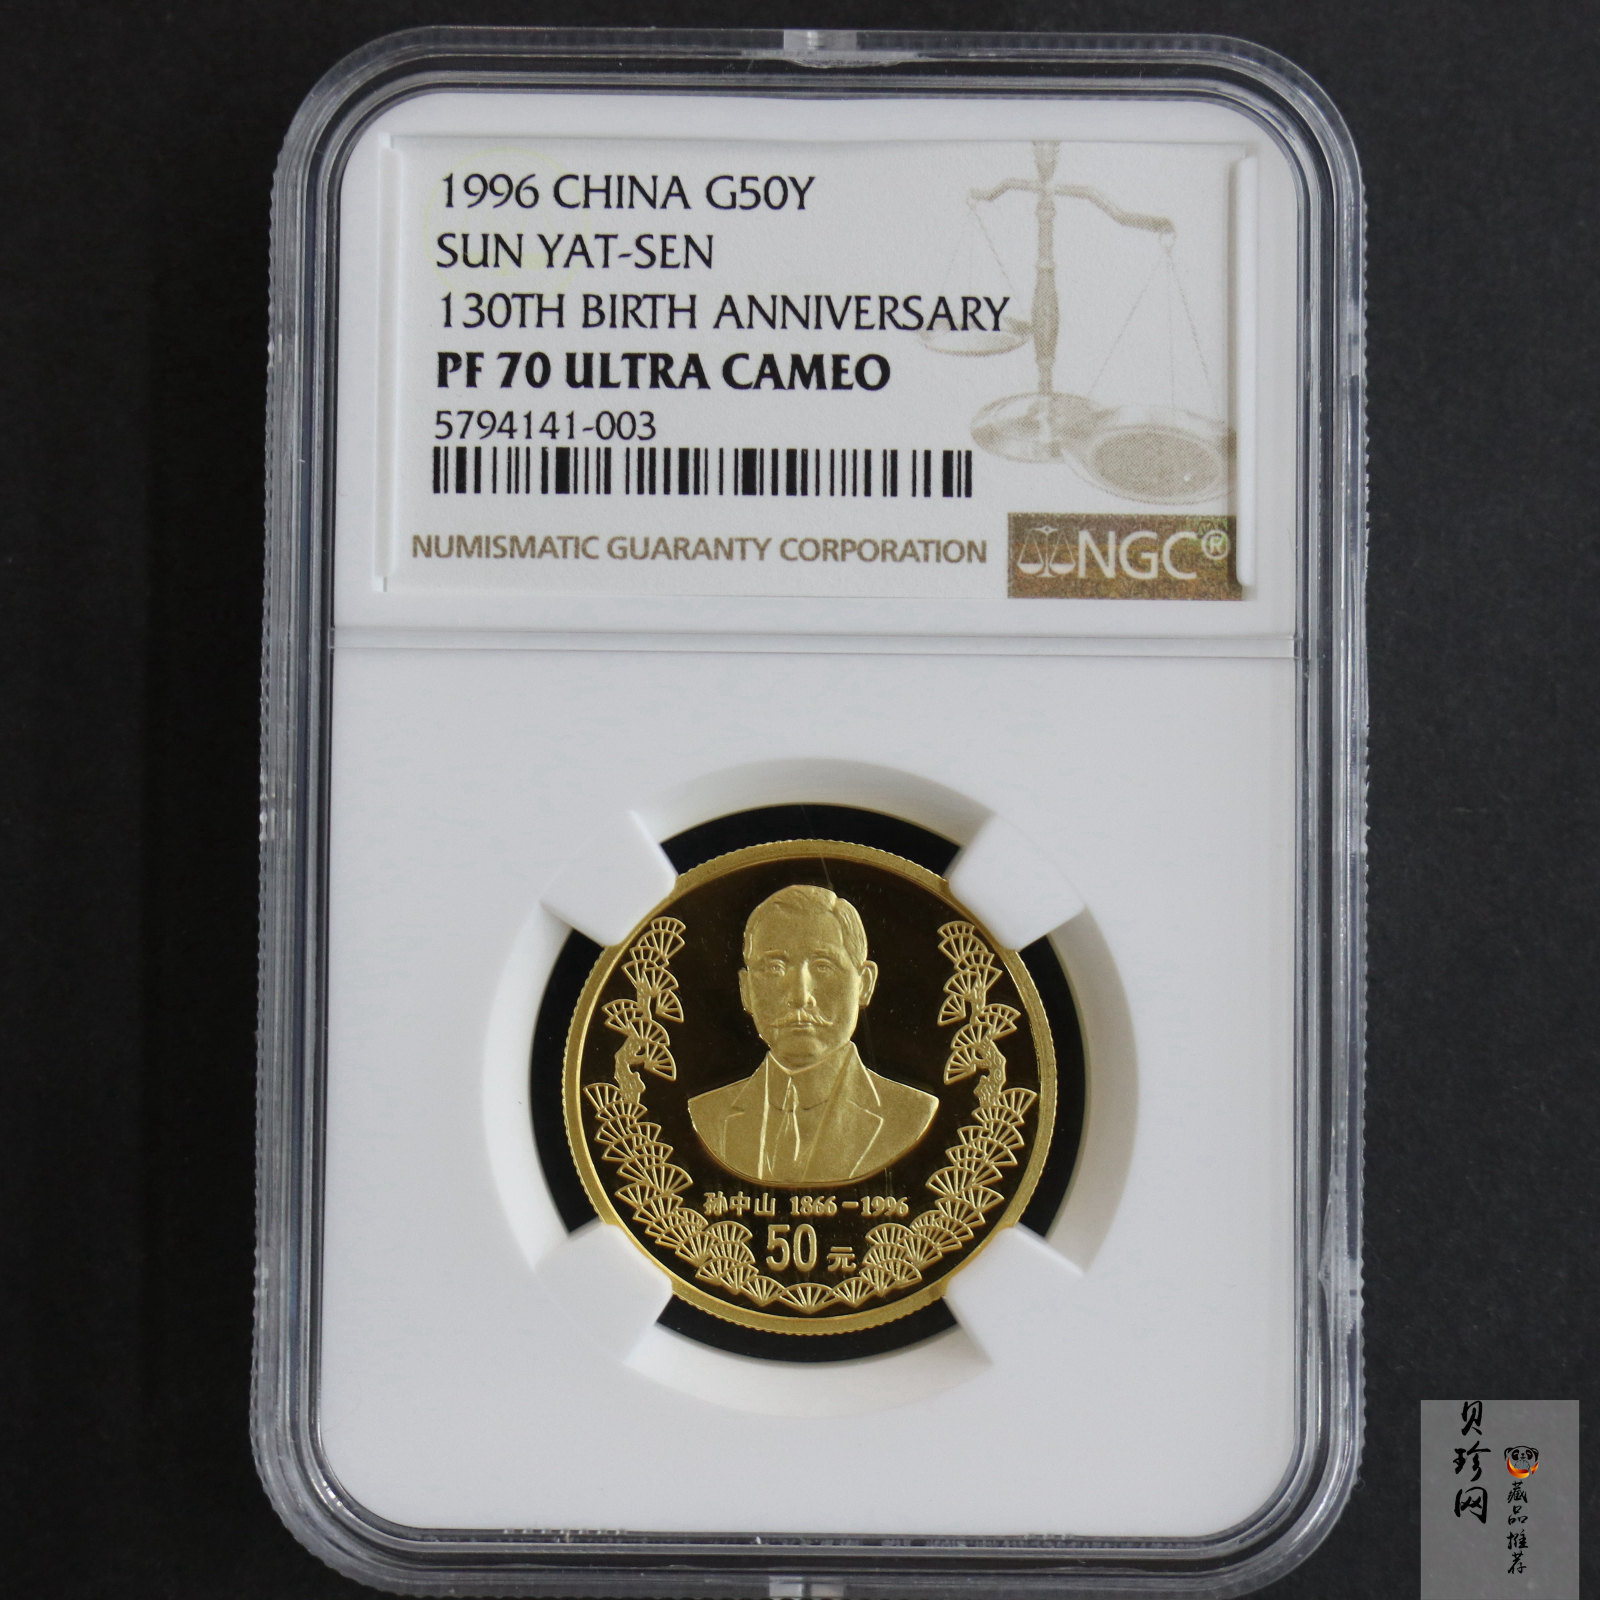 1996 CHINA G50Y
SUN YAT-SEN
130TH BIRTH ANNIVERSARY
PF 70 ULTRA CAMEO
5794141-003
NUMISMATIC GUARANTY CORPORATION
NGC®
孙中山 1866-1996
50元
贝珍网
藏品推荐